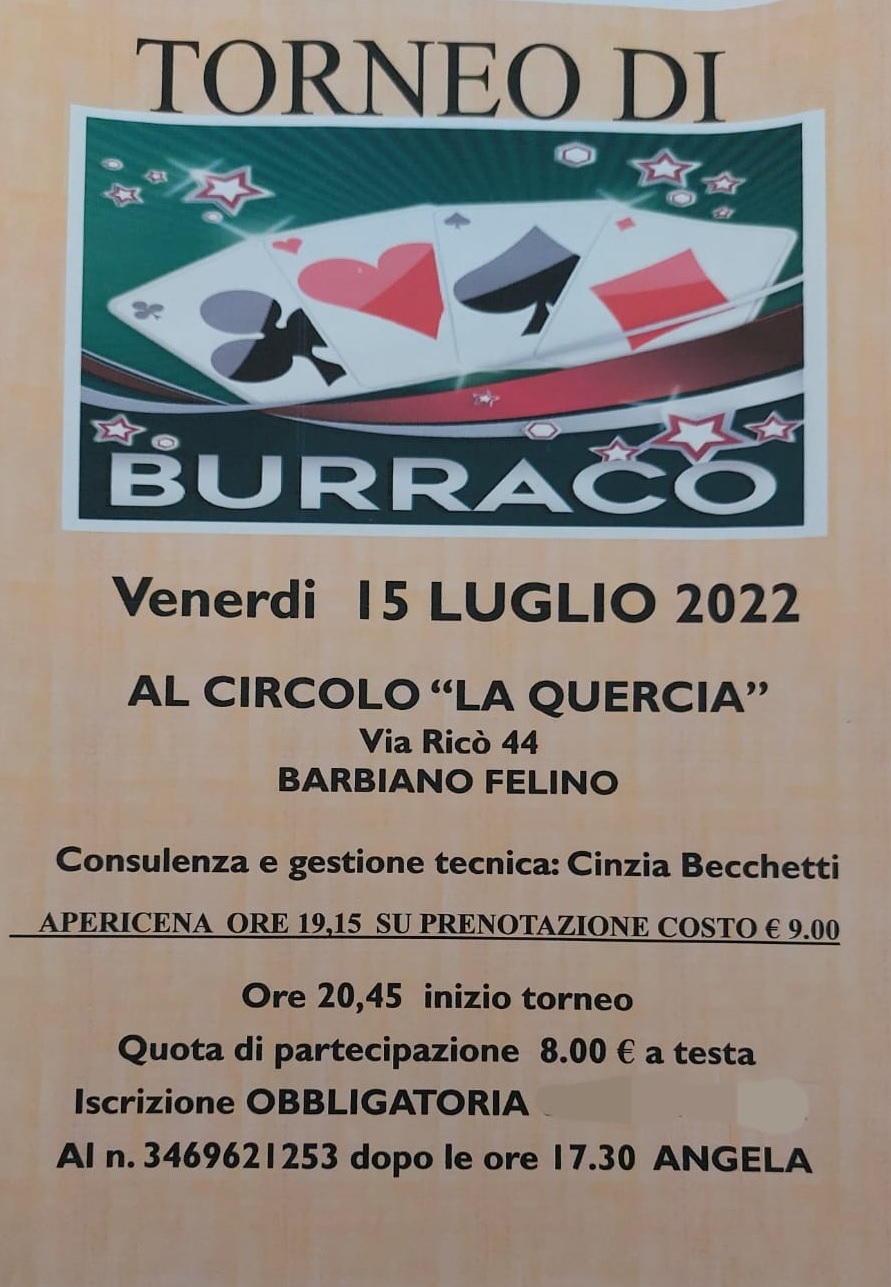 TORNEO DI
BURRACO
Venerdi 15 LUGLIO 2022
AL CIRCOLO “LA QUERCIA”
Via Ricò 44
BARBIANO FELINO
Consulenza e gestione tecnica: Cinzia Becchetti
APERICENA ORE 19,15 SU PRENOTAZIONE COSTO € 9.00
Ore 20,45 inizio torneo
Quota di partecipazione 8.00 € a testa
Iscrizione OBBLIGATORIA
Al n. 3469621253 dopo le ore 17.30 ANGELA